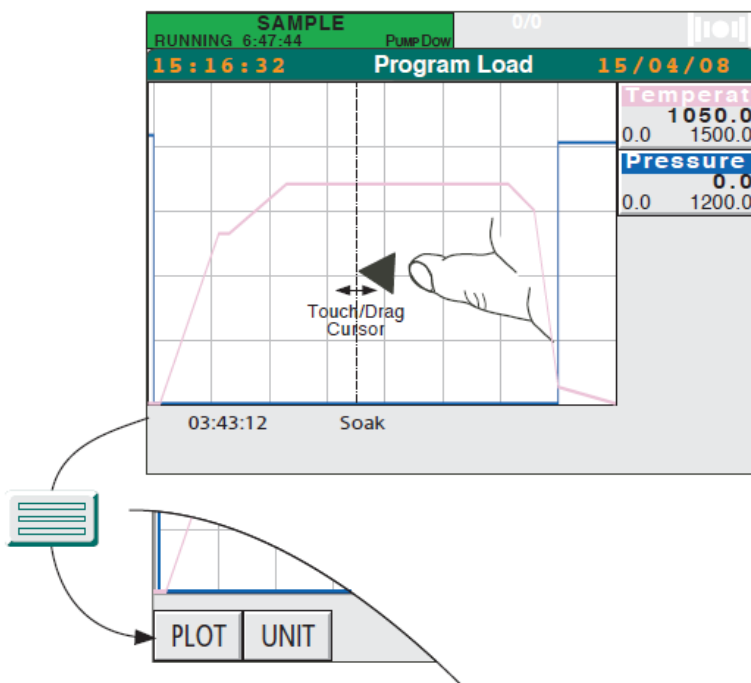 SAMPLE
RUNNING 6:47:44 PUMP DOW
0/0
15:16:32 Program Load 15/04/08
Temperat
1050.0
0.0 1500.0
Pressure
0.0
0.0 1200.0
Touch/Drag
Cursor
03:43:12 Soak
PLOT UNIT